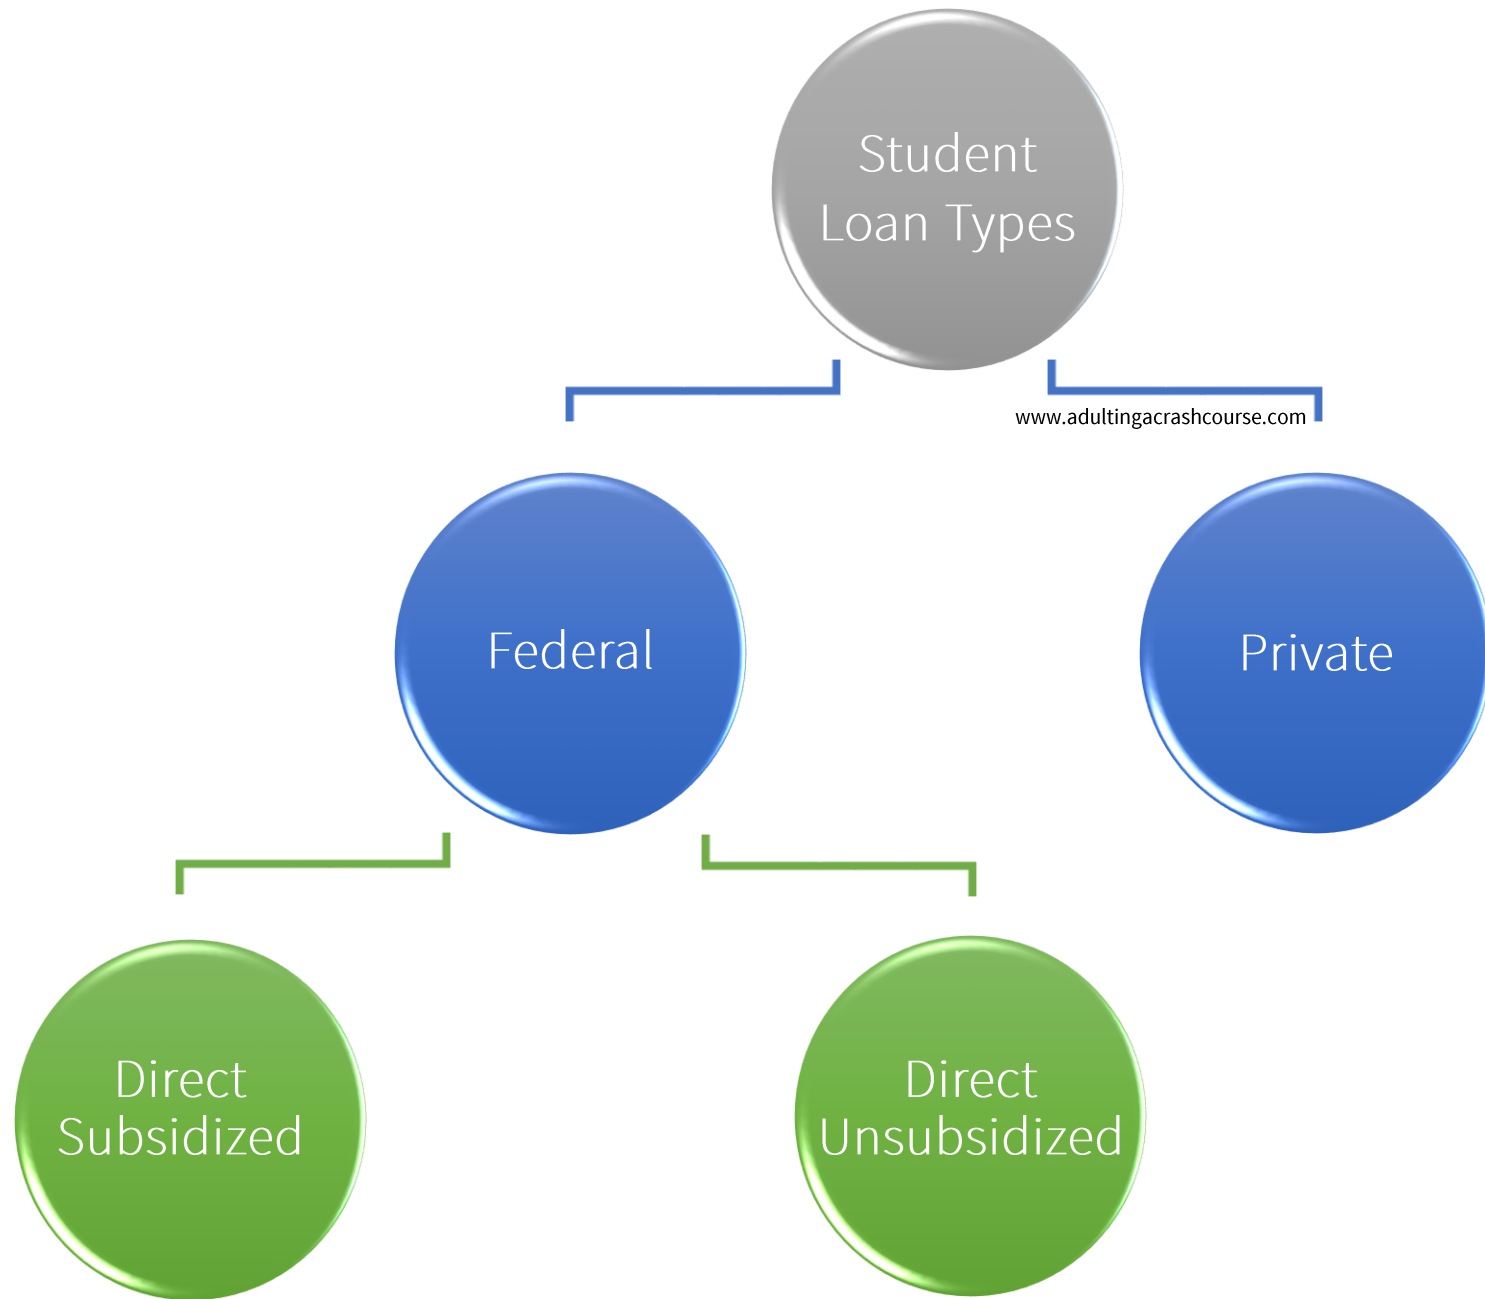 Student
Loan Types
www.adultingacrashcourse.com
Federal
Private
Direct
Subsidized
Direct
Unsubsidized